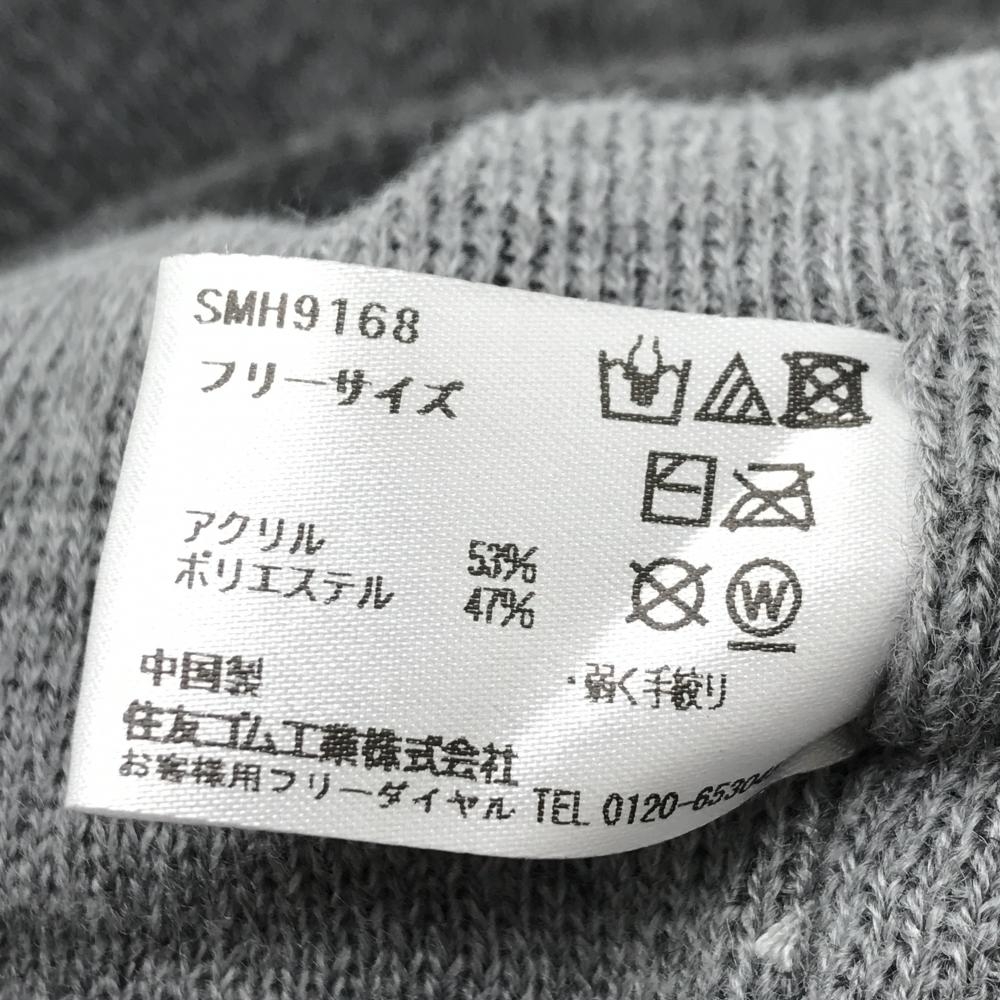 SMH9168
フリーサイズ
アクリル 53%
ポリエステル 47%
W
・弱く手絞り
中国製
住友ゴム工業株式会社
お客様用フリーダイヤル TEL 0120-65304